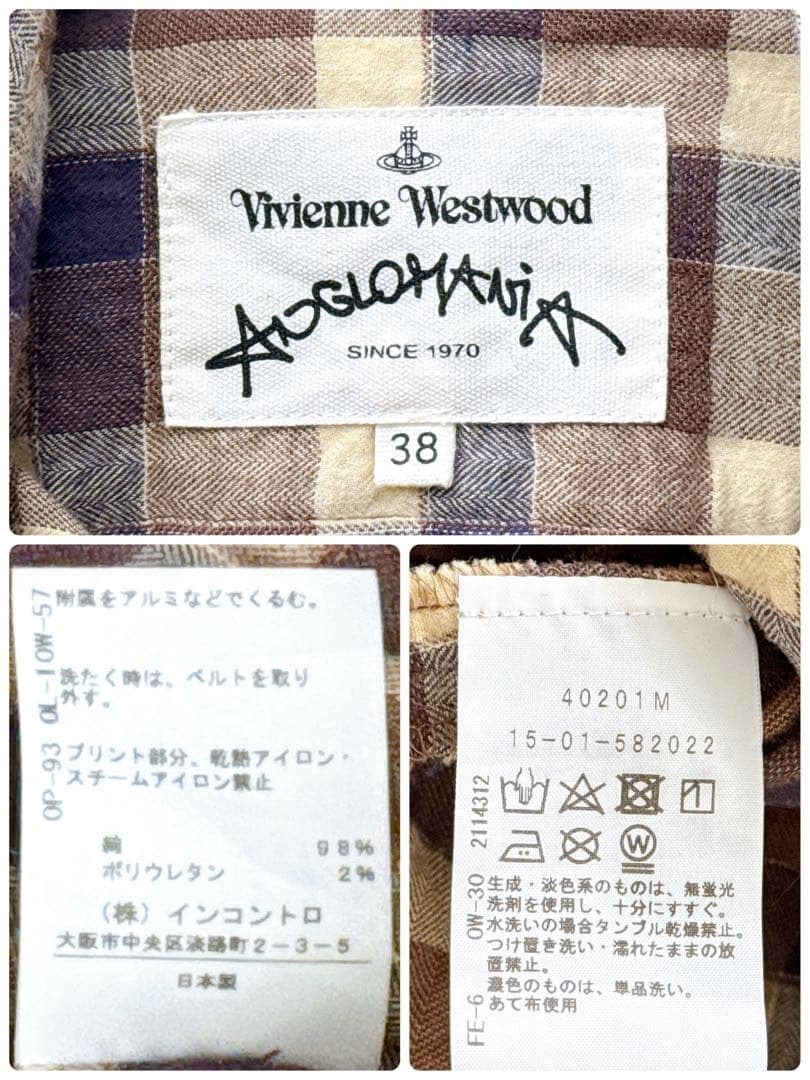 Vivienne Westwood
ANGLOMANIA
SINCE 1970
38
OP-93 OL-10W-57
附属をアルミなどでくるむ。
洗たく時は、ベルトを取り
外す。
プリント部分、乾熱アイロン・
スチームアイロン禁止
綿 98%
ポリウレタン 2%
(株)インコントロ
大阪市中央区淡路町2-3-5
日本製
40201M
15-01-582022
FE-6 OW-30 2114312
W
生成・淡色系のものは、無蛍光
洗剤を使用し、十分にすすぐ。
水洗いの場合タンブル乾燥禁止。
つけ置き洗い・濡れたままの放
置禁止。
濃色のものは、単品洗い。
あて布使用